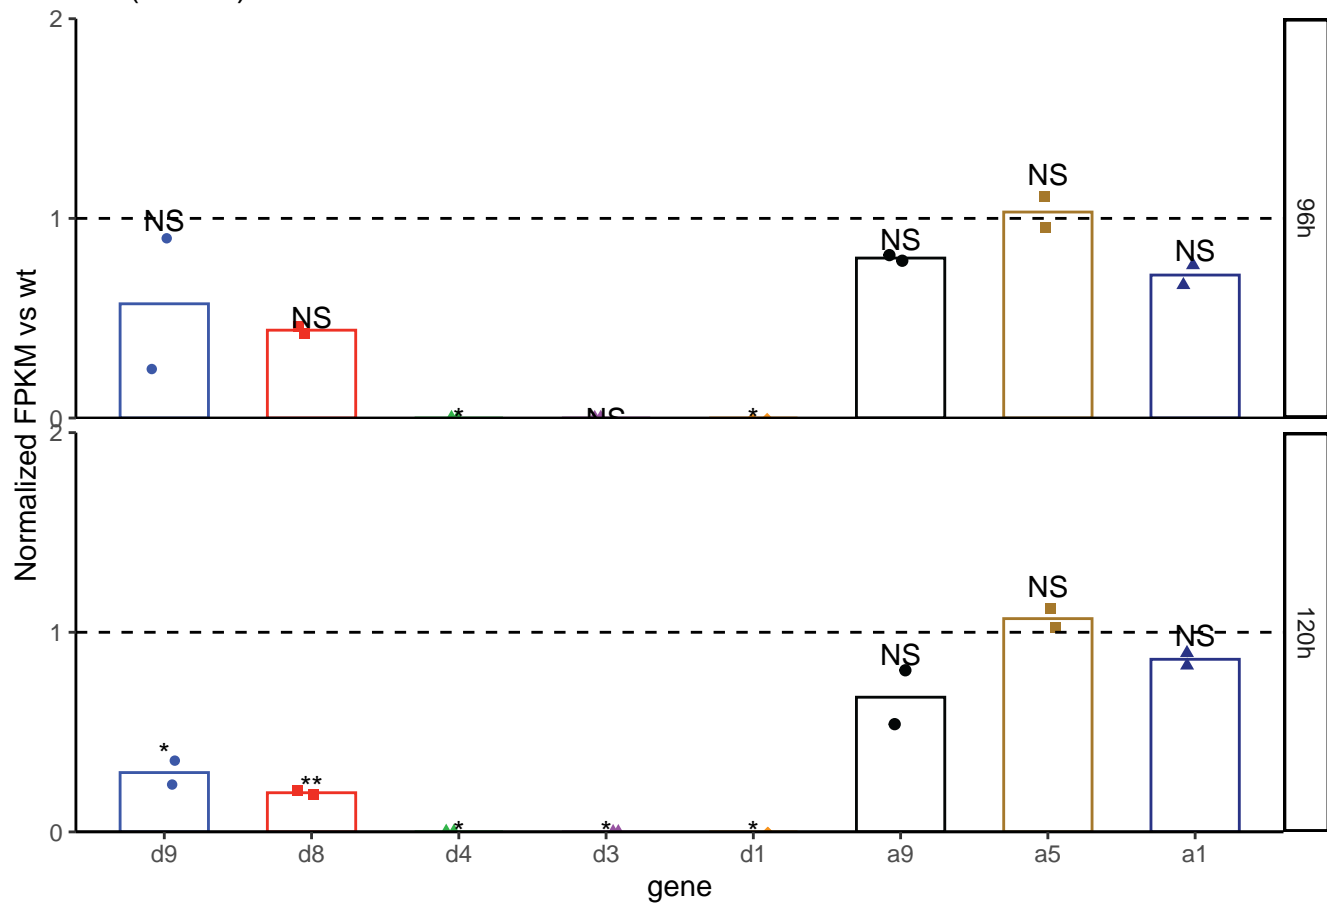 2
1
0
Normalized FPKM vs wt
NS
NS
*
NS
*
NS
NS
NS
96h
2
1
0
*
**
*
*
*
NS
NS
NS
120h
d9 d8 d4 d3 d1 a9 a5 a1
gene